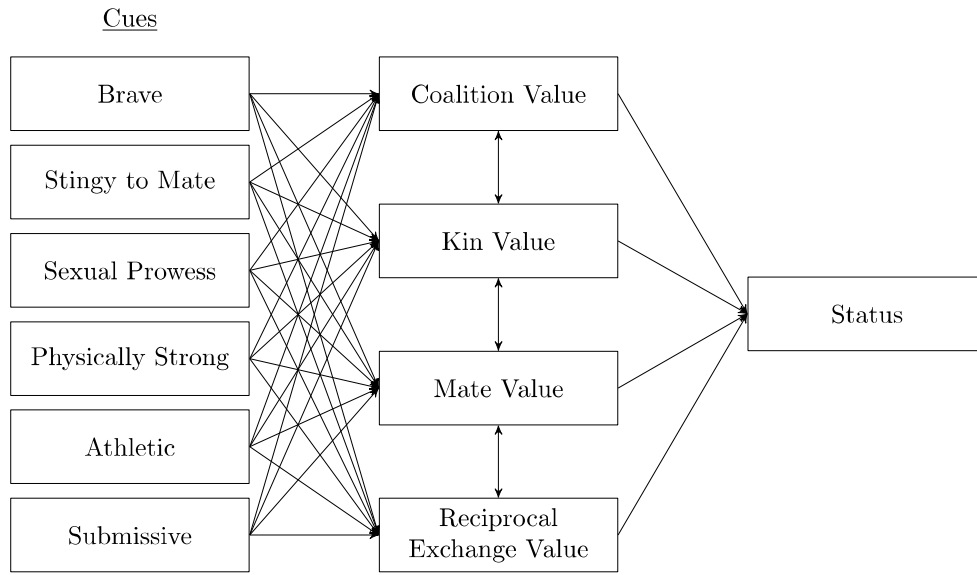 Cues
Brave
Stingy to Mate
Sexual Prowess
Physically Strong
Athletic
Submissive
Coalition Value
Kin Value
Mate Value
Reciprocal
Exchange Value
Status